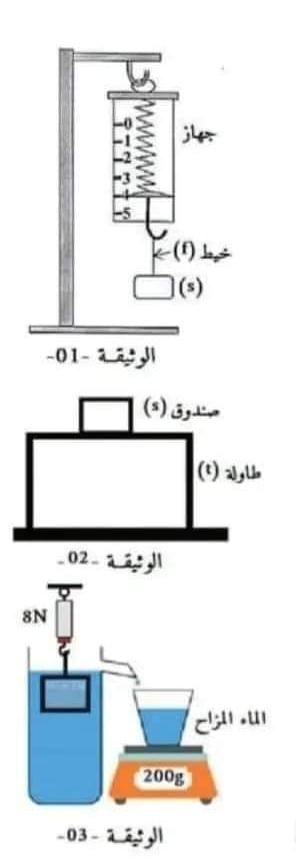 جهاز
0
1
2
3
4
5
خيط (f)
(s)
الوثيقة -01-
صندوق (s)
طاولة (t)
الوثيقة -02-
8N
الماء المزاح
200g
الوثيقة -03-